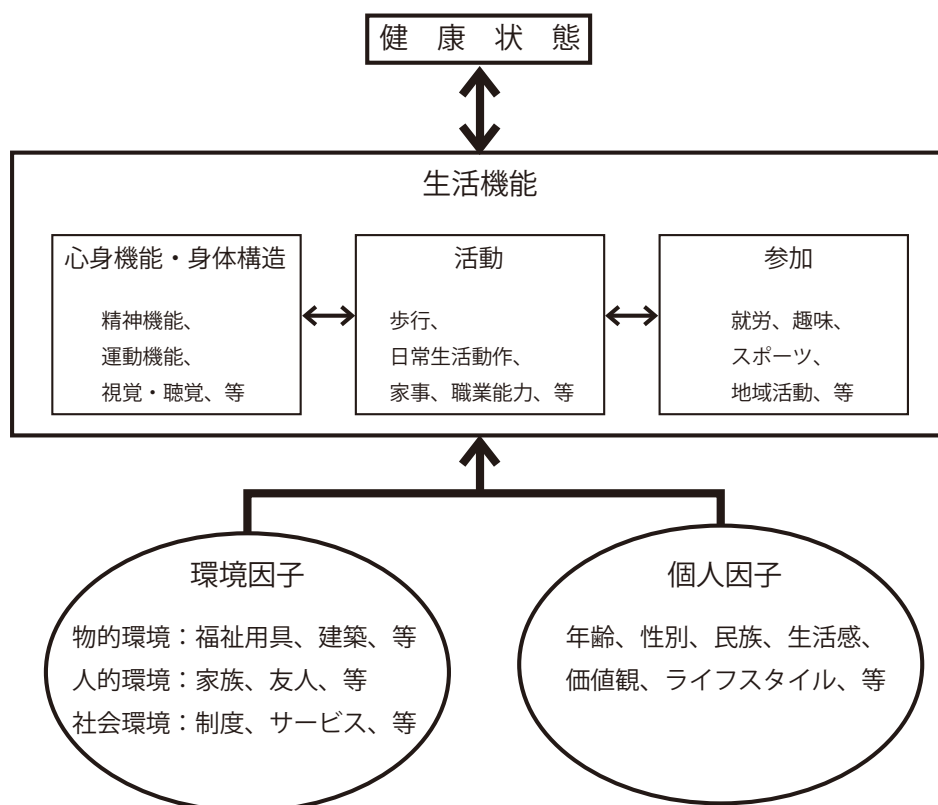 健 康 状 態
生活機能
心身機能・身体構造
精神機能、
運動機能、
視覚・聴覚、等
活動
歩行、
日常生活動作、
家事、職業能力、等
参加
就労、趣味、
スポーツ、
地域活動、等
環境因子
物的環境：福祉用具、建築、等
人的環境：家族、友人、等
社会環境：制度、サービス、等
個人因子
年齢、性別、民族、生活感、
価値観、ライフスタイル、等